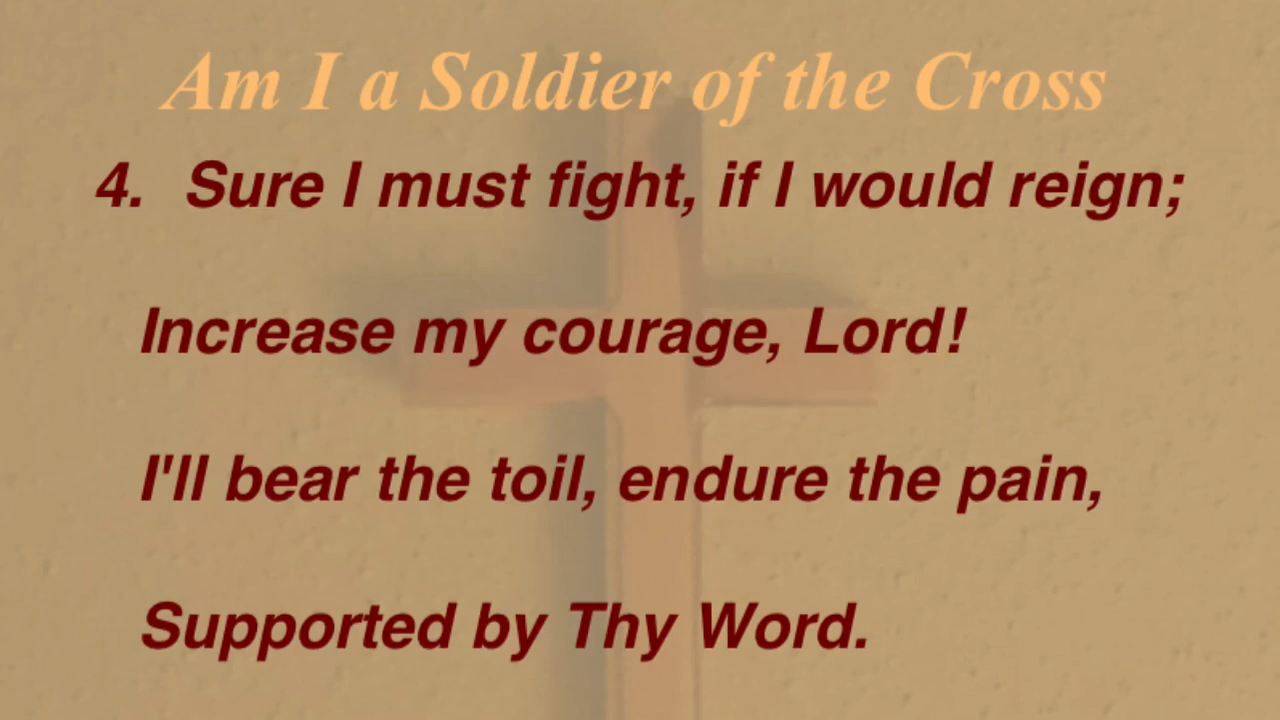 Am I a Soldier of the Cross
4. Sure I must fight, if I would reign;
Increase my courage, Lord!
I'll bear the toil, endure the pain,
Supported by Thy Word.